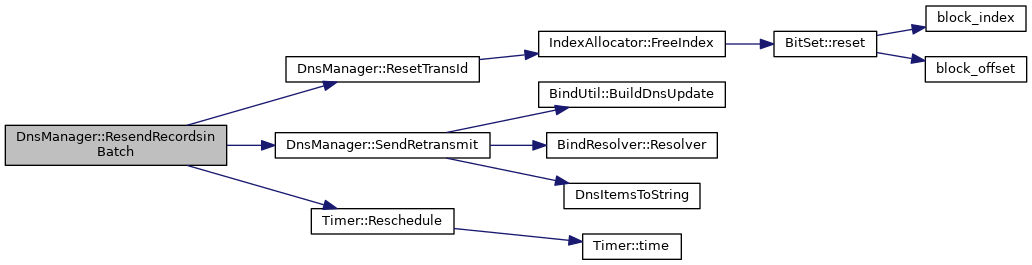 DnsManager::ResendRecordsin
Batch
DnsManager::ResetTransId
IndexAllocator::FreeIndex
BitSet::reset
block_index
block_offset
DnsManager::SendRetransmit
BindUtil::BuildDnsUpdate
BindResolver::Resolver
DnsItemsToString
Timer::Reschedule
Timer::time